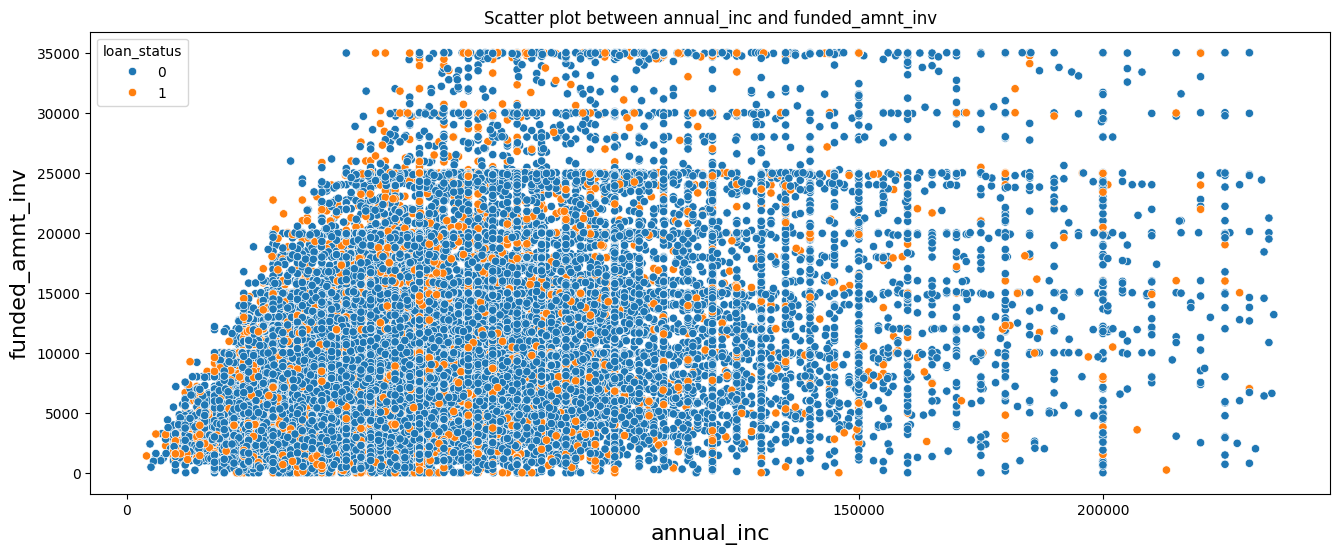 Scatter plot between annual_inc and funded_amnt_inv
loan_status
0
1
funded_amnt_inv
35000
30000
25000
20000
15000
10000
5000
0
0 50000 100000 150000 200000
annual_inc